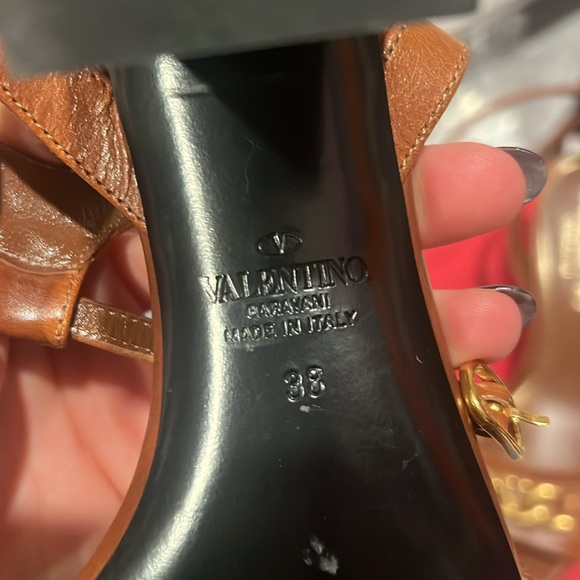 V
VALENTINO
GARAVANI
MADE IN ITALY
38